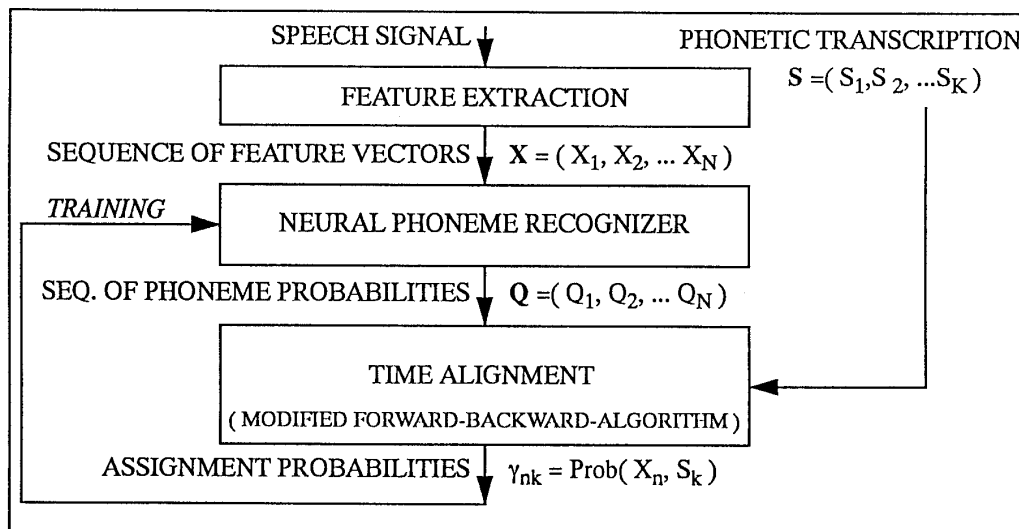 SPEECH SIGNAL
PHONETIC TRANSCRIPTION
S =( S1,S 2, ...SK )
FEATURE EXTRACTION
SEQUENCE OF FEATURE VECTORS X = ( X1, X2, ... XN )
TRAINING
NEURAL PHONEME RECOGNIZER
SEQ. OF PHONEME PROBABILITIES Q =( Q1, Q2, ... QN )
TIME ALIGNMENT
( MODIFIED FORWARD-BACKWARD-ALGORITHM )
ASSIGNMENT PROBABILITIES γnk = Prob( Xn, Sk )